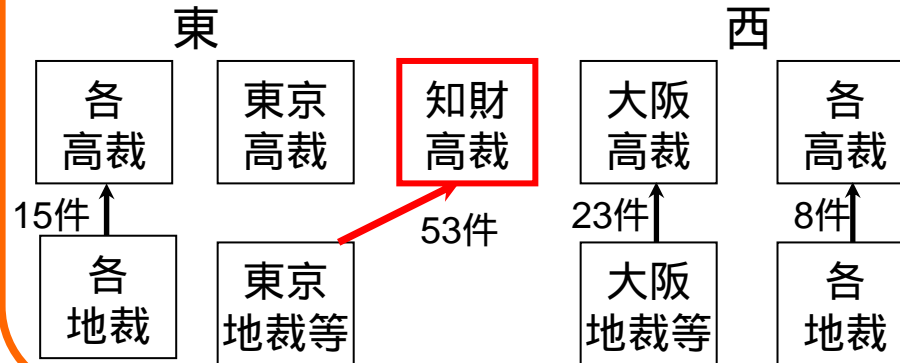 東
西
各
高裁
東京
高裁
知財
高裁
大阪
高裁
各
高裁
15件
53件
23件
8件
各
地裁
東京
地裁等
大阪
地裁等
各
地裁